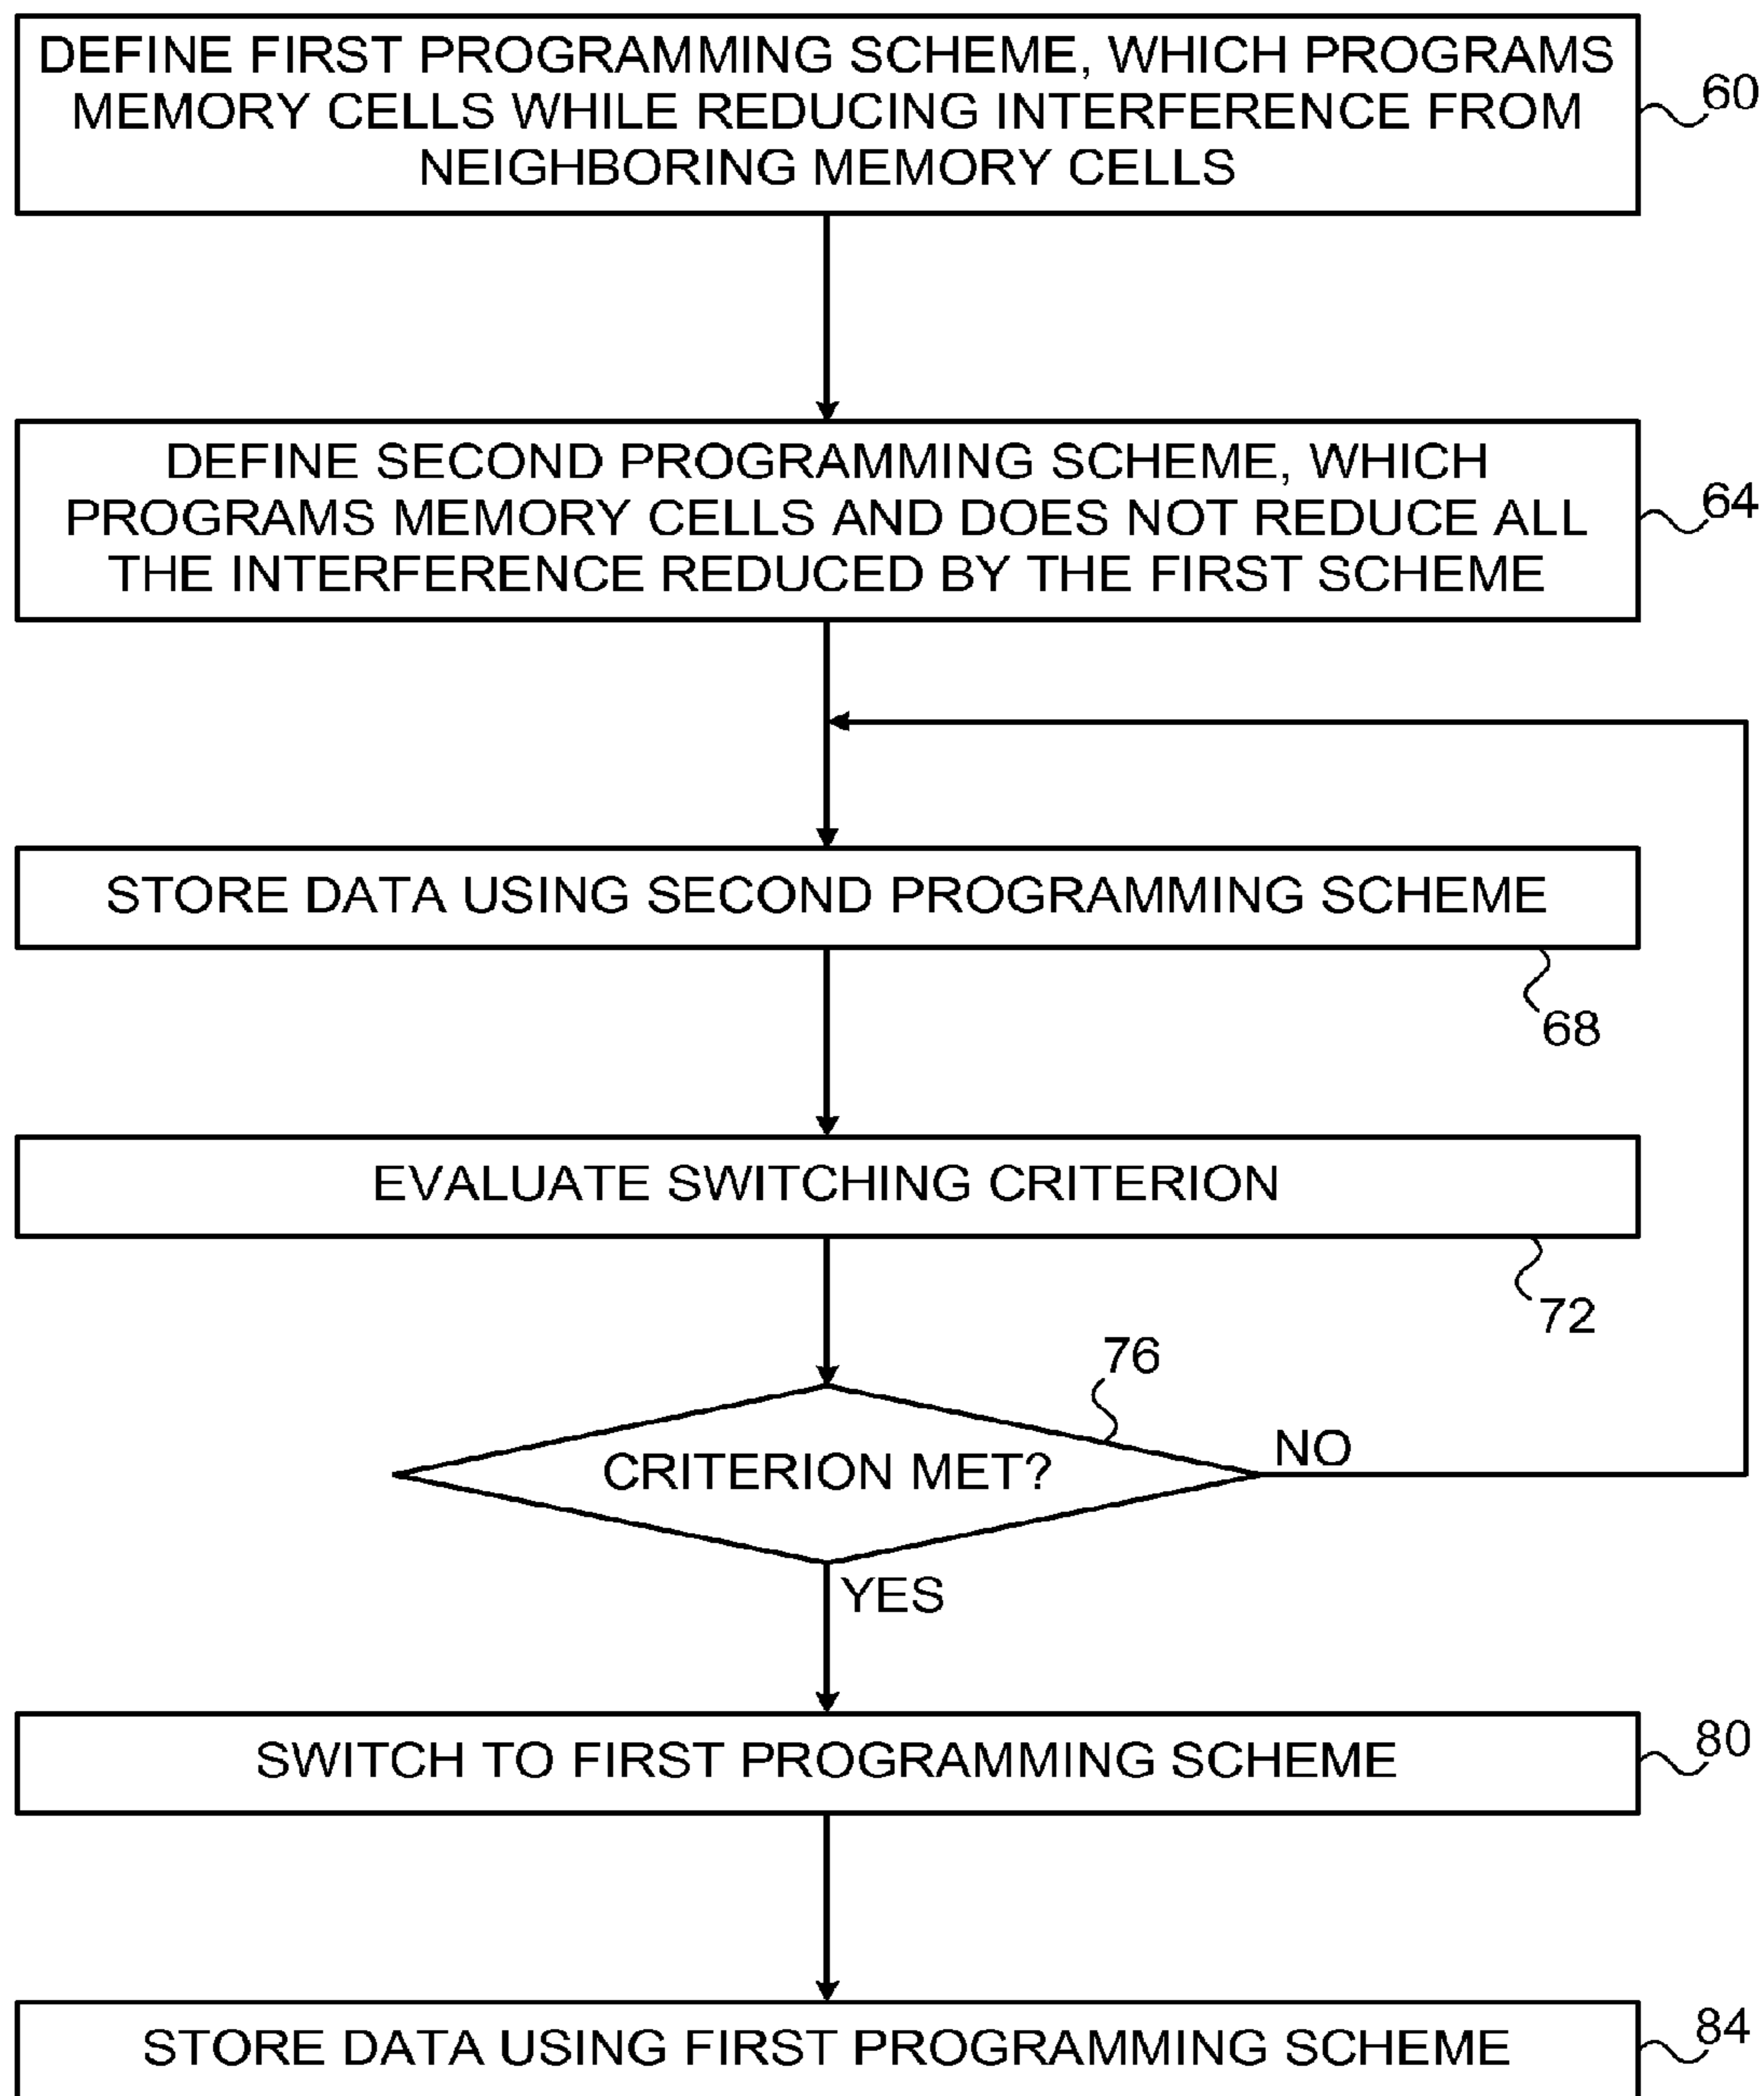 DEFINE FIRST PROGRAMMING SCHEME, WHICH PROGRAMS
MEMORY CELLS WHILE REDUCING INTERFERENCE FROM
NEIGHBORING MEMORY CELLS
60
DEFINE SECOND PROGRAMMING SCHEME, WHICH
PROGRAMS MEMORY CELLS AND DOES NOT REDUCE ALL
THE INTERFERENCE REDUCED BY THE FIRST SCHEME
64
STORE DATA USING SECOND PROGRAMMING SCHEME
68
EVALUATE SWITCHING CRITERION
72
76
CRITERION MET?
NO
YES
SWITCH TO FIRST PROGRAMMING SCHEME
80
STORE DATA USING FIRST PROGRAMMING SCHEME
84